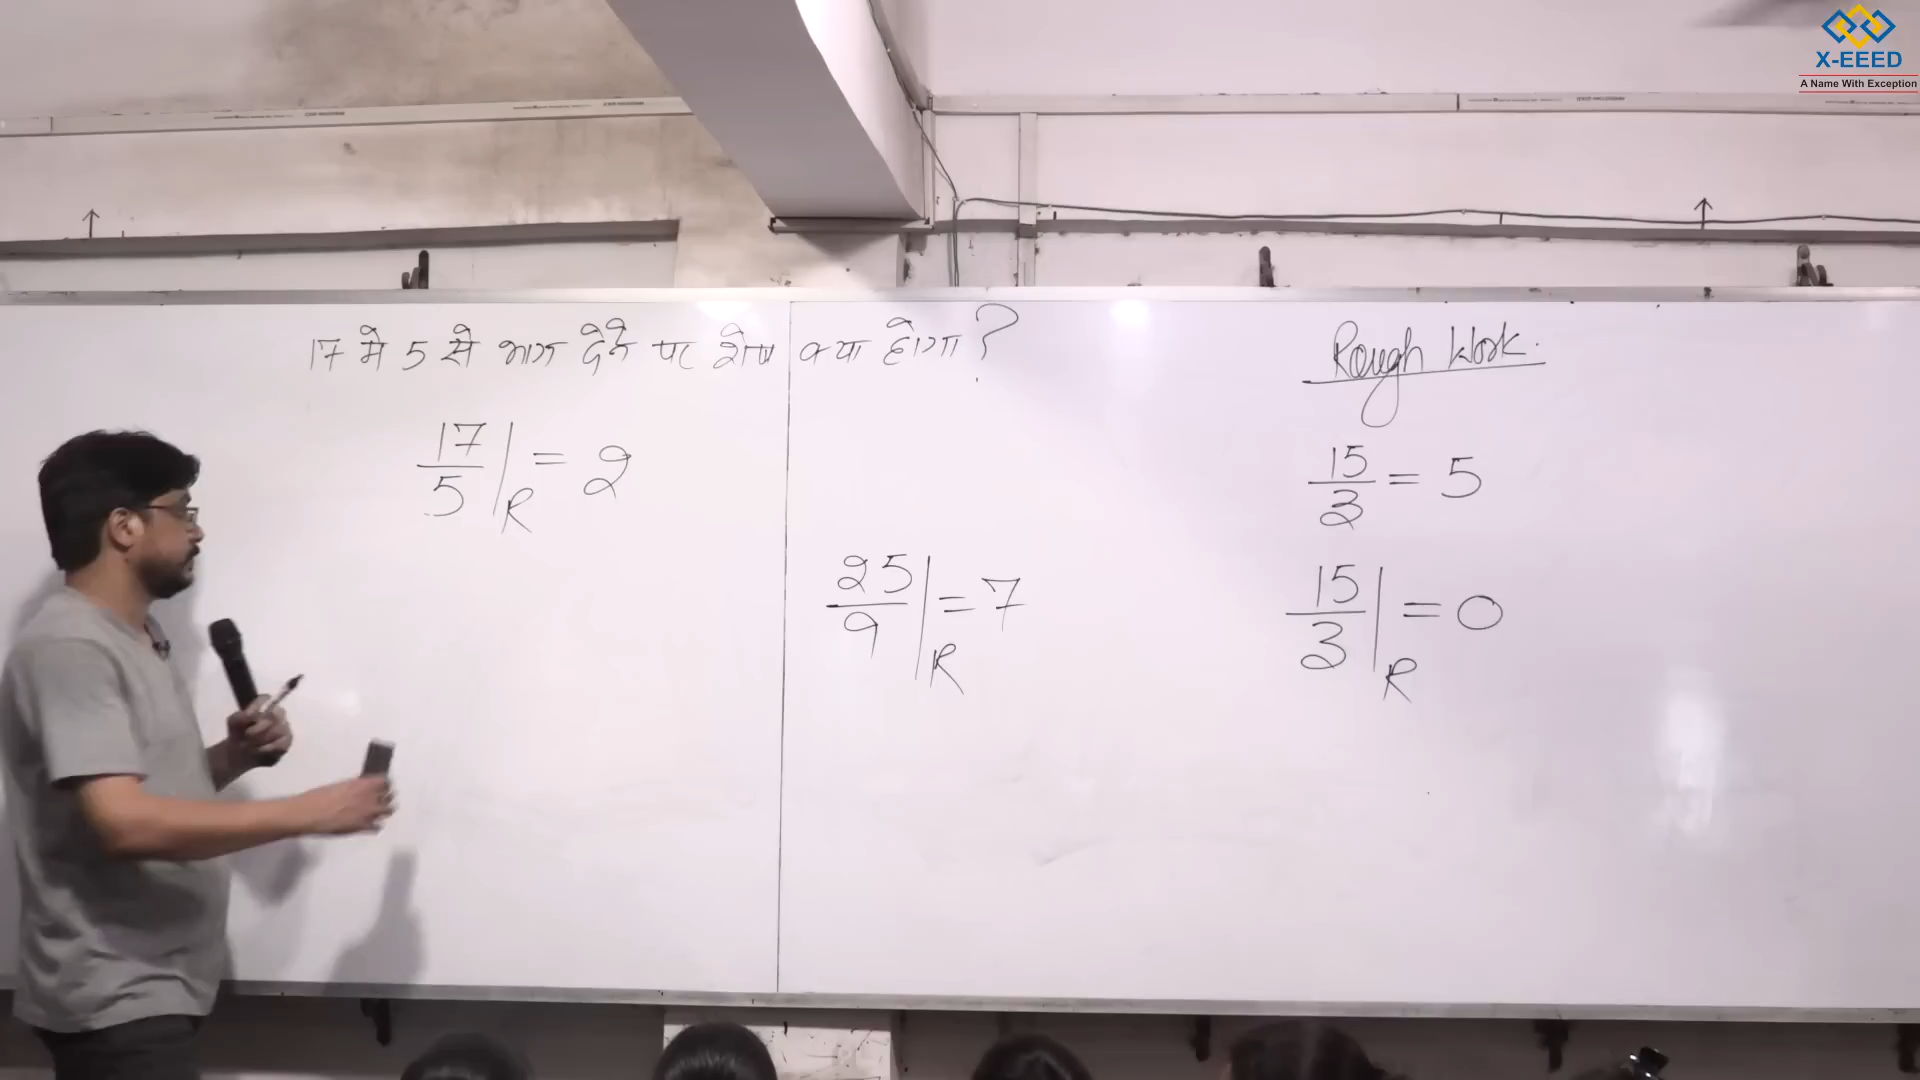 X-EEED
A Name With Exception
17 मे 5 से भाग देने पर शेष क्या होगा?
17/5|R = 2
25/9|R = 7
Rough Work.
15/3 = 5
15/3|R = 0